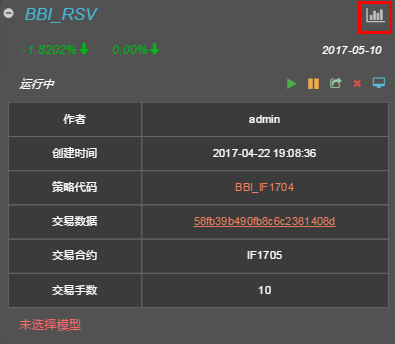 BBI_RSV
-1.8202% 0.00% 2017-05-10
运行中
作者 admin
创建时间 2017-04-22 19:08:36
策略代码 BBI_IF1704
交易数据 58fb39b490fb8c6c2381408d
交易合约 IF1705
交易手数 10
未选择模型